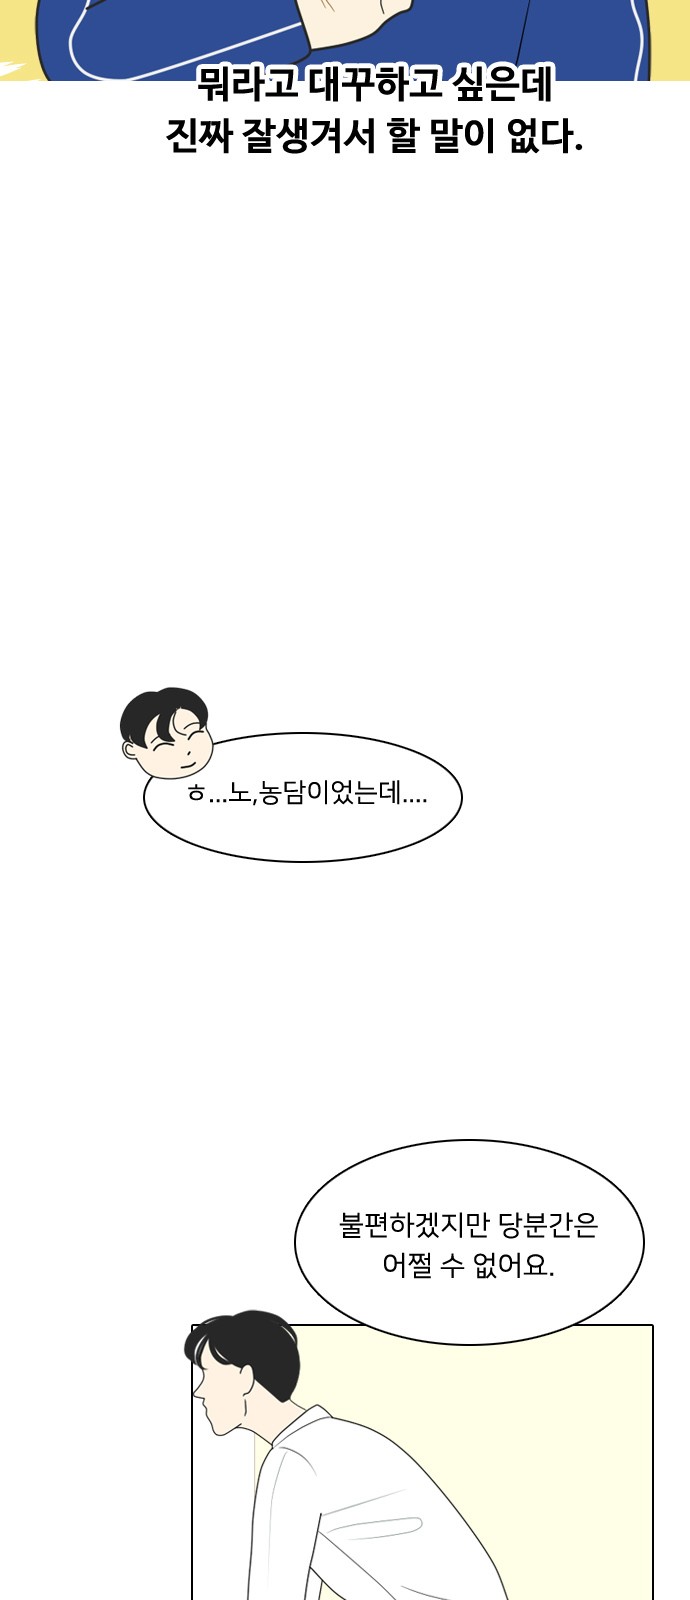 뭐라고 대꾸하고 싶은데
진짜 잘생겨서 할 말이 없다.
ㅎ...노,농담이었는데....
불편하겠지만 당분간은
어쩔 수 없어요.